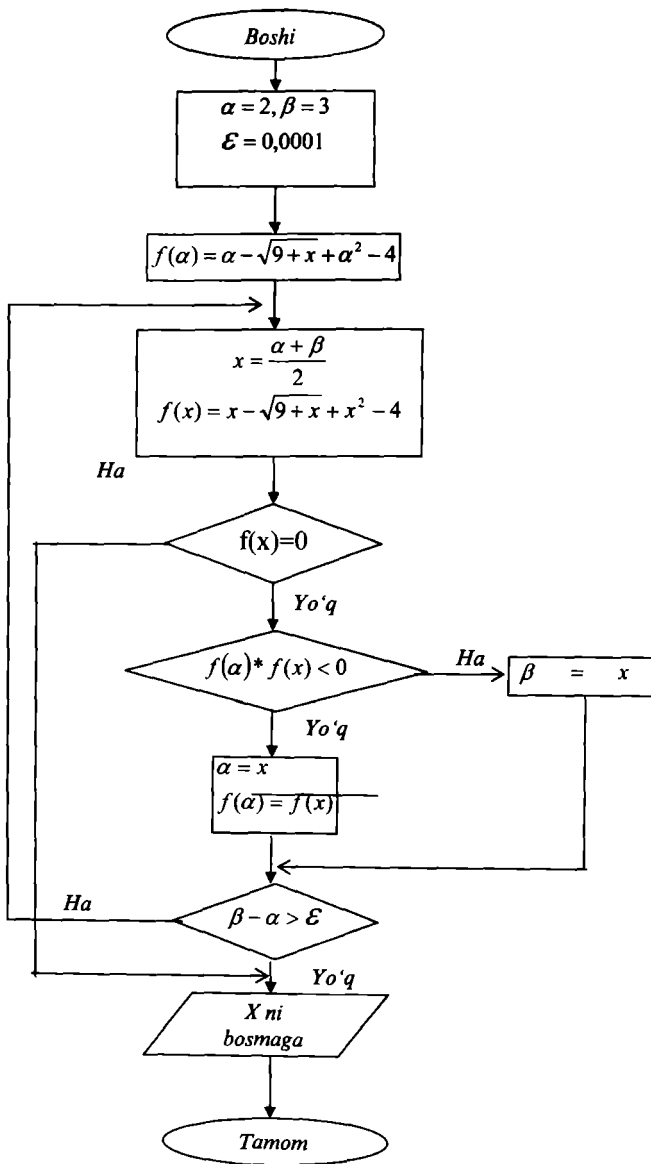 Boshi
α = 2, β = 3
ε = 0,0001
f(α) = α − √9 + x + α² − 4
x = (α + β)/2
f(x) = x − √9 + x + x² − 4
Ha
f(x)=0
Yo‘q
f(α)* f(x) < 0
Ha
β = x
Yo‘q
α = x
f(α) = f(x)
Ha
β − α > ε
Yo‘q
X ni
bosmaga
Tamom